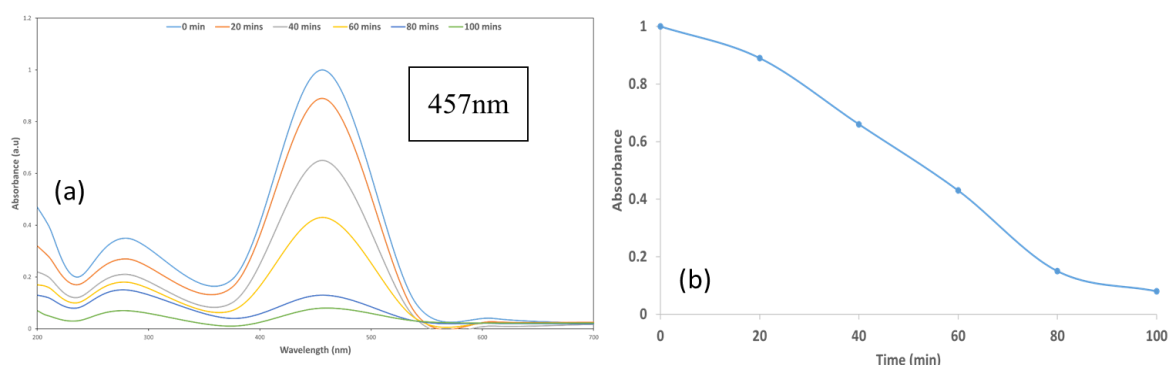 1.2
0 min 20 mins 40 mins 60 mins 80 mins 100 mins
1
0.8
0.6
0.4
0.2
0
Absorbance (a.u)
457nm
(a)
200 300 400 500 600 700
Wavelength (nm)
1
0.8
0.6
0.4
0.2
0
Absorbance
(b)
0 20 40 60 80 100
Time (min)